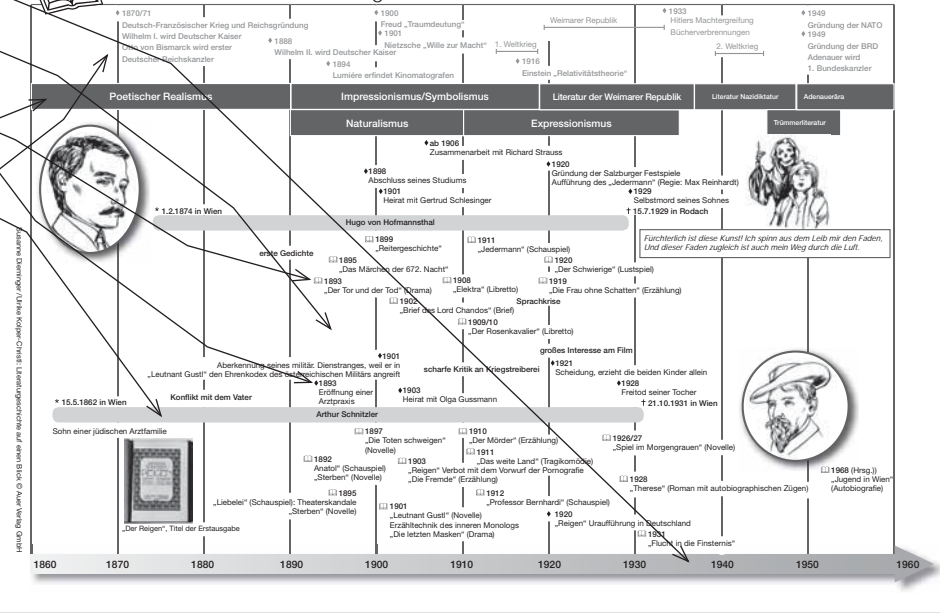 1870/71
Deutsch-Französischer Krieg und Reichsgründung
Wilhelm I. wird Deutscher Kaiser
Otto von Bismarck wird erster
Deutscher Reichskanzler
1888
Wilhelm II. wird Deutscher Kaiser
1894
Lumiére erfindet Kinomatografen
1900
Freud „Traumdeutung“
1901
Nietzsche „Wille zur Macht“
1. Weltkrieg
1916
Einstein „Relativitätstheorie“
Weimarer Republik
1933
Hitlers Machtergreifung
Bücherverbrennungen
2. Weltkrieg
1949
Gründung der NATO
1949
Gründung der BRD
Adenauer wird
1. Bundeskanzler
Poetischer Realismus
Impressionismus/Symbolismus
Literatur der Weimarer Republik
Literatur Nazidiktatur
Adenauerära
Naturalismus
Expressionismus
Trümmerliteratur
ab 1906
Zusammenarbeit mit Richard Strauss
1898
Abschluss seines Studiums
1901
Heirat mit Gertrud Schlesinger
1920
Gründung der Salzburger Festspiele
Aufführung des „Jedermann“ (Regie: Max Reinhardt)
1929
Selbstmord seines Sohnes
* 1.2.1874 in Wien
† 15.7.1929 in Rodach
Hugo von Hofmannsthal
Fürchterlich ist diese Kunst! Ich spinn aus dem Leib mir den Faden,
Und dieser Faden zugleich ist auch mein Weg durch die Luft.
1899
„Reitergeschichte“
erste Gedichte
1895
„Das Märchen der 672. Nacht“
1893
„Der Tor und der Tod“ (Drama)
1902
„Brief des Lord Chandos“ (Brief)
1911
„Jedermann“ (Schauspiel)
1908
„Elektra“ (Libretto)
1909/10
„Der Rosenkavalier“ (Libretto)
1920
„Der Schwierige“ (Lustspiel)
1919
„Die Frau ohne Schatten“ (Erzählung)
Sprachkrise
großes Interesse am Film
1901
Aberkennung seines militär. Dienstranges, weil er in
„Leutnant Gustl“ den Ehrenkodex des österreichischen Militärs angreift
scharfe Kritik an Kriegstreiberei
1921
Scheidung, erzieht die beiden Kinder allein
1893
Eröffnung einer
Arztpraxis
1903
Heirat mit Olga Gussmann
1928
Freitod seiner Tocher
Konflikt mit dem Vater
* 15.5.1862 in Wien
† 21.10.1931 in Wien
Arthur Schnitzler
Sohn einer jüdischen Arztfamilie
1897
„Die Toten schweigen“
(Novelle)
1892
Anatol“ (Schauspiel)
„Sterben“ (Novelle)
1903
„Reigen“ Verbot mit dem Vorwurf der Pornografie
„Die Fremde“ (Erzählung)
1910
„Der Mörder“ (Erzählung)
1911
„Das weite Land“ (Tragikomödie)
1926/27
„Spiel im Morgengrauen“ (Novelle)
1928
„Therese“ (Roman mit autobiographischen Zügen)
1968 (Hrsg.))
„Jugend in Wien“
(Autobiografie)
1895
„Liebelei“ (Schauspiel): Theaterskandale
„Sterben“ (Novelle)
1901
„Leutnant Gustl“ (Novelle)
Erzähltechnik des inneren Monologs
„Die letzten Masken“ (Drama)
1912
„Professor Bernhardi“ (Schauspiel)
1920
„Reigen“ Uraufführung in Deutschland
1931
„Flucht in die Finsternis“
„Der Reigen“, Titel der Erstausgabe
1860 1870 1880 1890 1900 1910 1920 1930 1940 1950 1960
Literaturgeschichte auf einen Blick © Auer Verlag GmbH